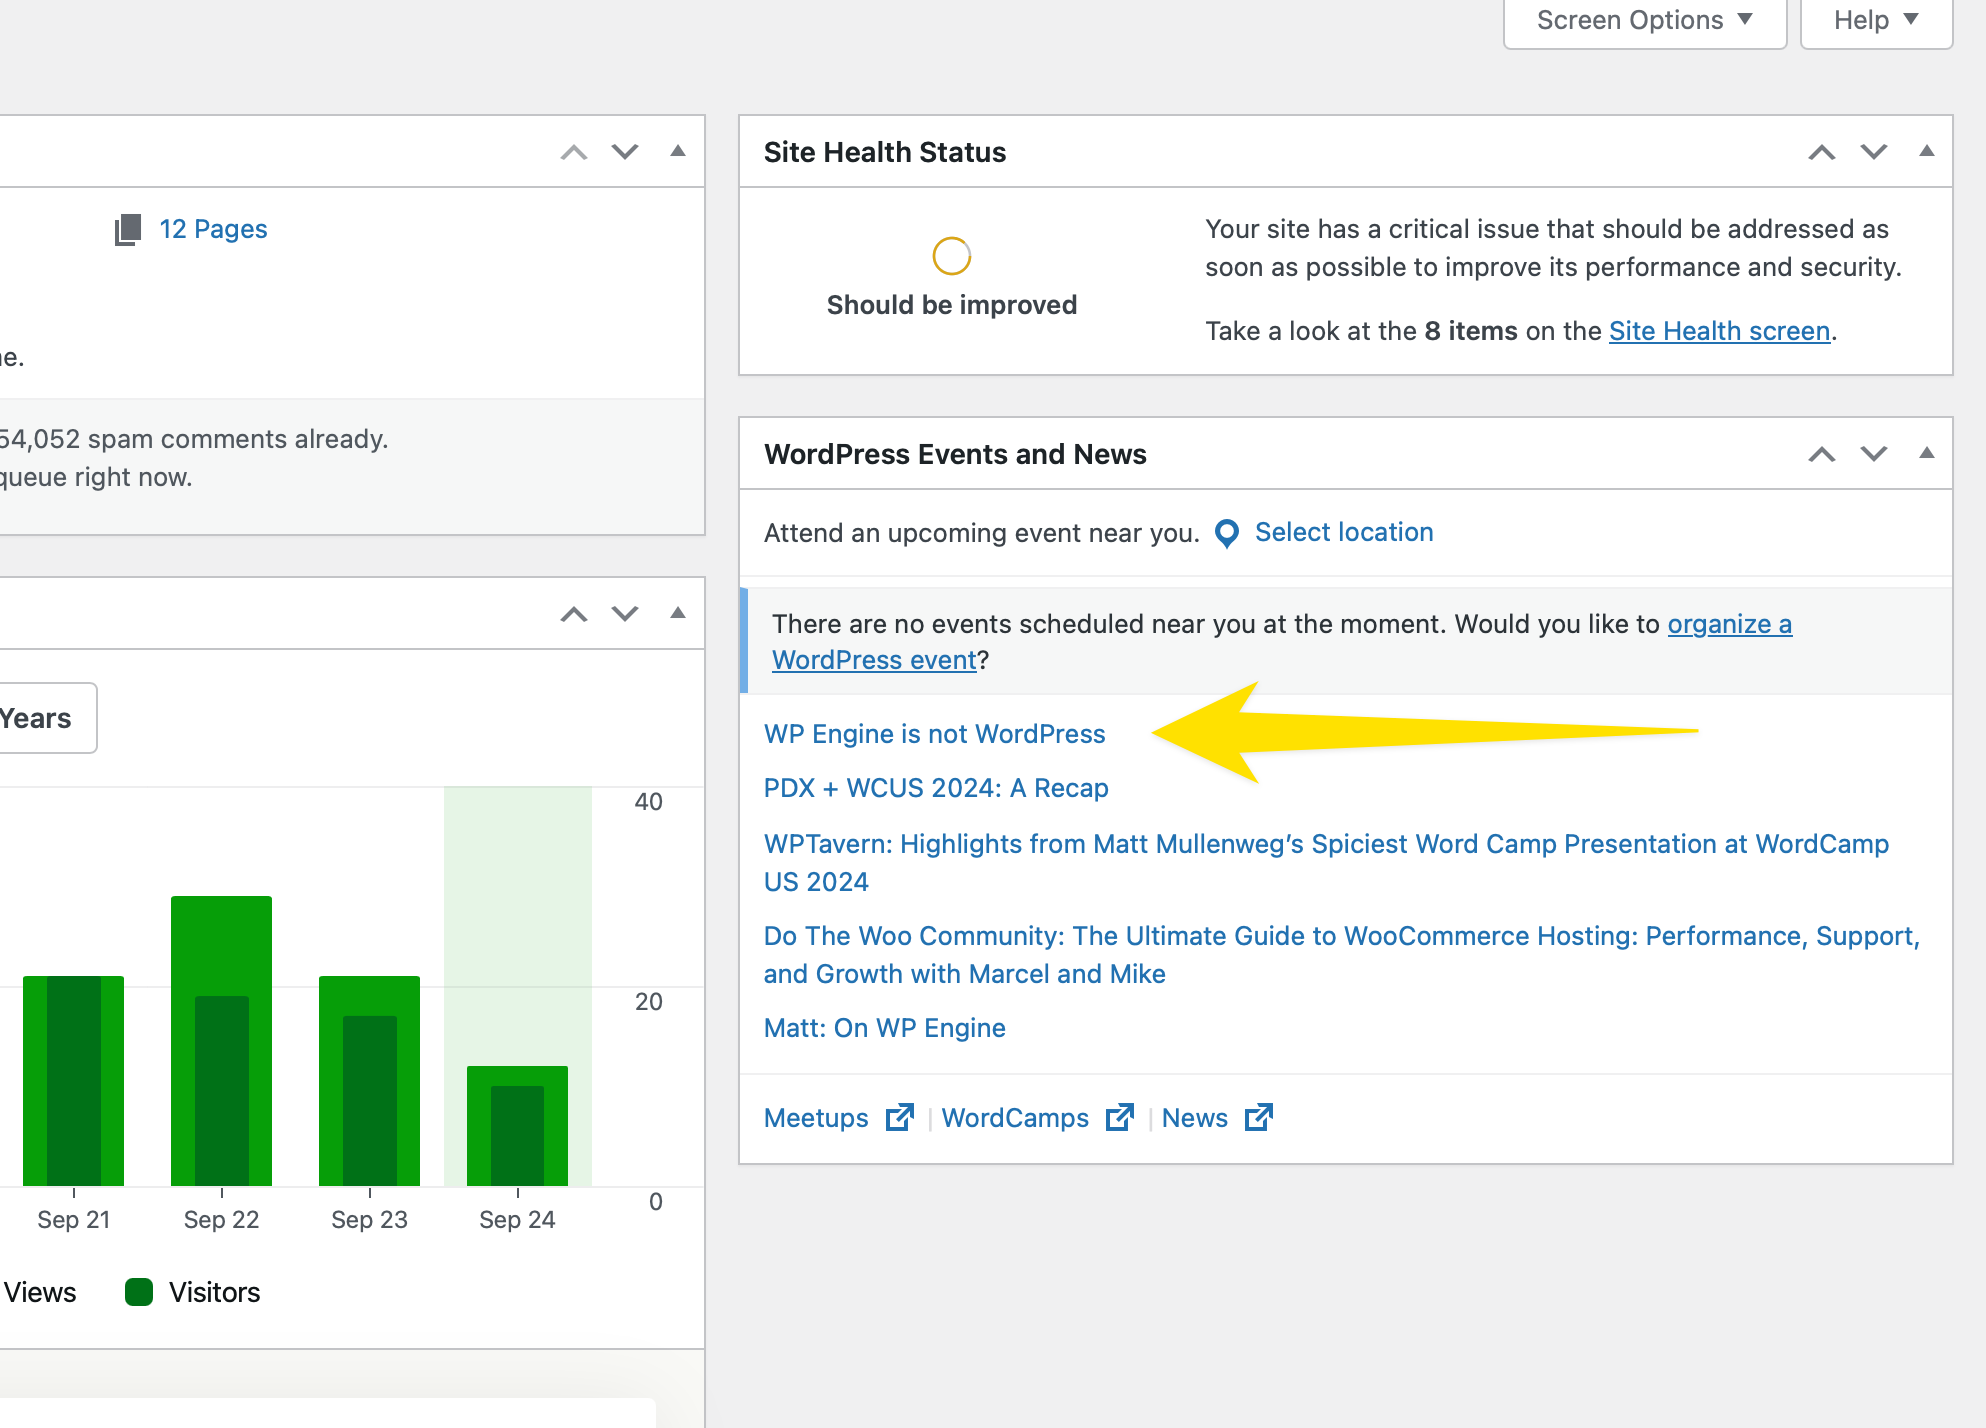 Screen Options
Help
12 Pages
54,052 spam comments already.
queue right now.
Years
40
20
0
Sep 21
Sep 22
Sep 23
Sep 24
Views
Visitors
Site Health Status
Should be improved
Your site has a critical issue that should be addressed as
soon as possible to improve its performance and security.
Take a look at the 8 items on the Site Health screen.
WordPress Events and News
Attend an upcoming event near you.
Select location
There are no events scheduled near you at the moment. Would you like to organize a
WordPress event?
WP Engine is not WordPress
PDX + WCUS 2024: A Recap
WPTavern: Highlights from Matt Mullenweg’s Spiciest Word Camp Presentation at WordCamp
US 2024
Do The Woo Community: The Ultimate Guide to WooCommerce Hosting: Performance, Support,
and Growth with Marcel and Mike
Matt: On WP Engine
Meetups | WordCamps | News